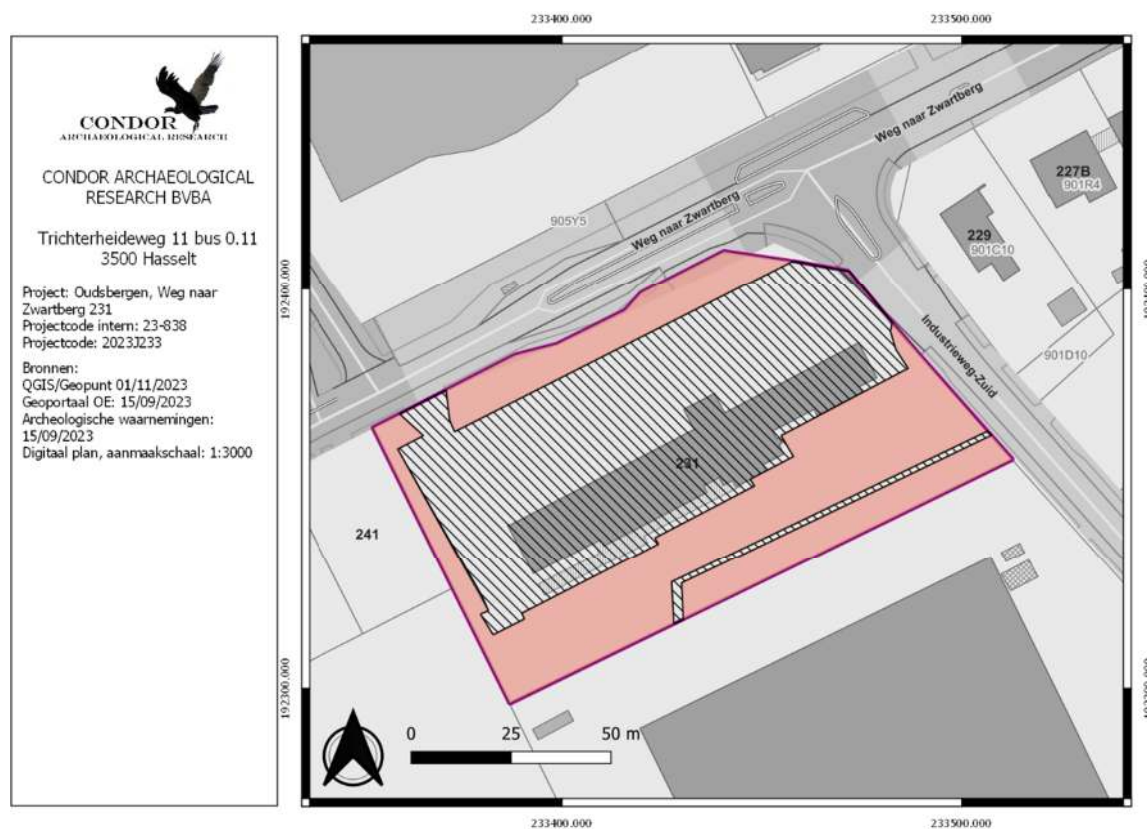 CONDOR
ARCHAEOLOGICAL RESEARCH
CONDOR ARCHAEOLOGICAL
RESEARCH BVBA
Trichterheideweg 11 bus 0.11
3500 Hasselt
Project: Oudsbergen, Weg naar
Zwartberg 231
Projectcode intern: 23-838
Projectcode: 2023J233
Bronnen:
QGIS/Geopunt 01/11/2023
Geoportaal OE: 15/09/2023
Archeologische waarnemingen:
15/09/2023
Digitaal plan, aanmaakschaal: 1:3000
233400.000
233500.000
192400.000
192400.000
Weg naar Zwartberg
905Y5
Weg naar Zwartberg
227B
901R4
229
901C10
901D10
Industrieweg-Zuid
231
241
192300.000
192300.000
0 25 50 m
233400.000
233500.000